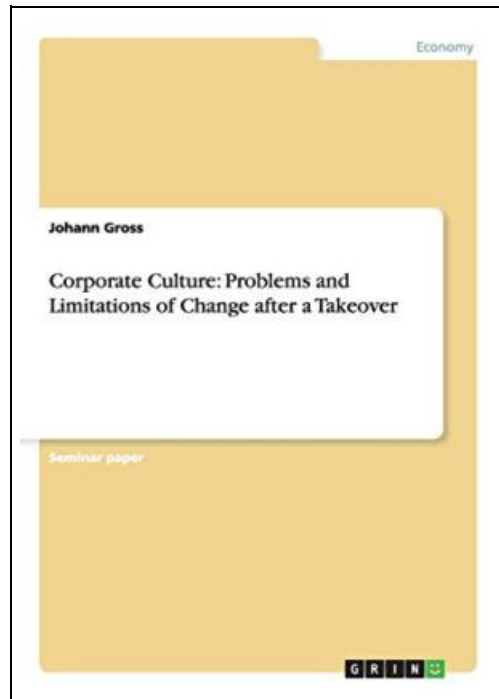 Economy
Johann Gross
Corporate Culture: Problems and
Limitations of Change after a Takeover
Seminar paper
GRIN